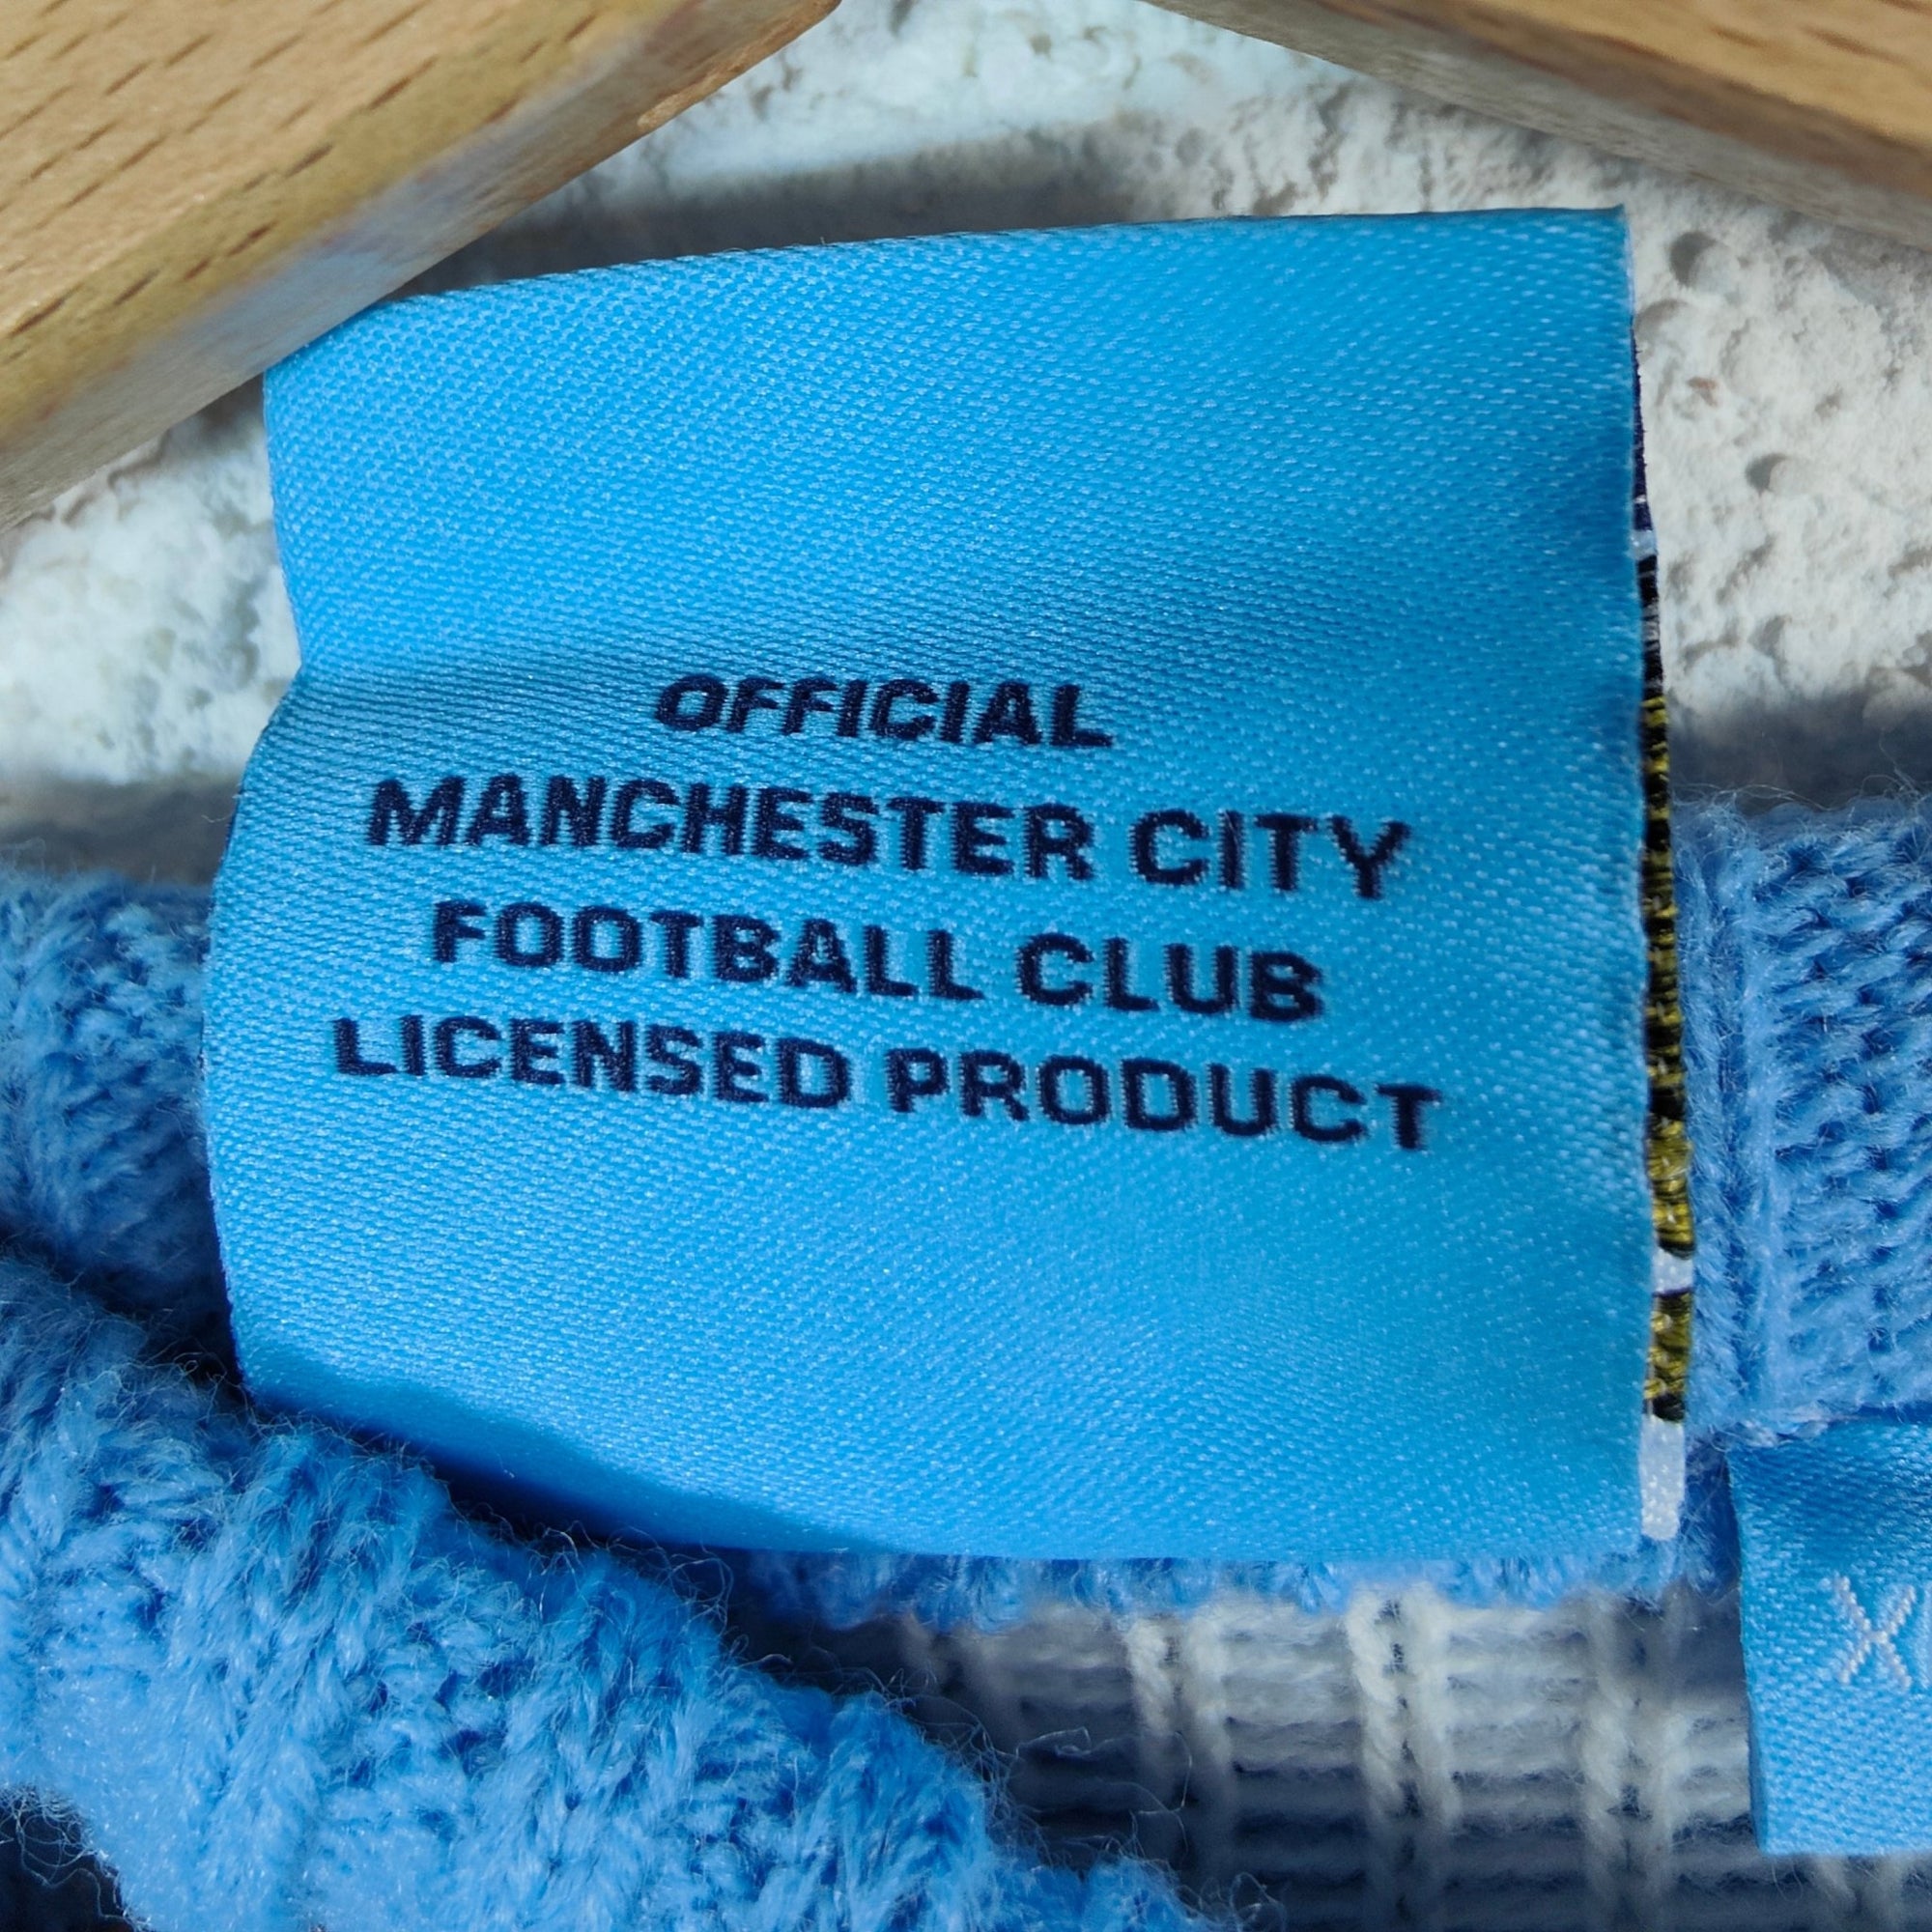 OFFICIAL
MANCHESTER CITY
FOOTBALL CLUB
LICENSED PRODUCT